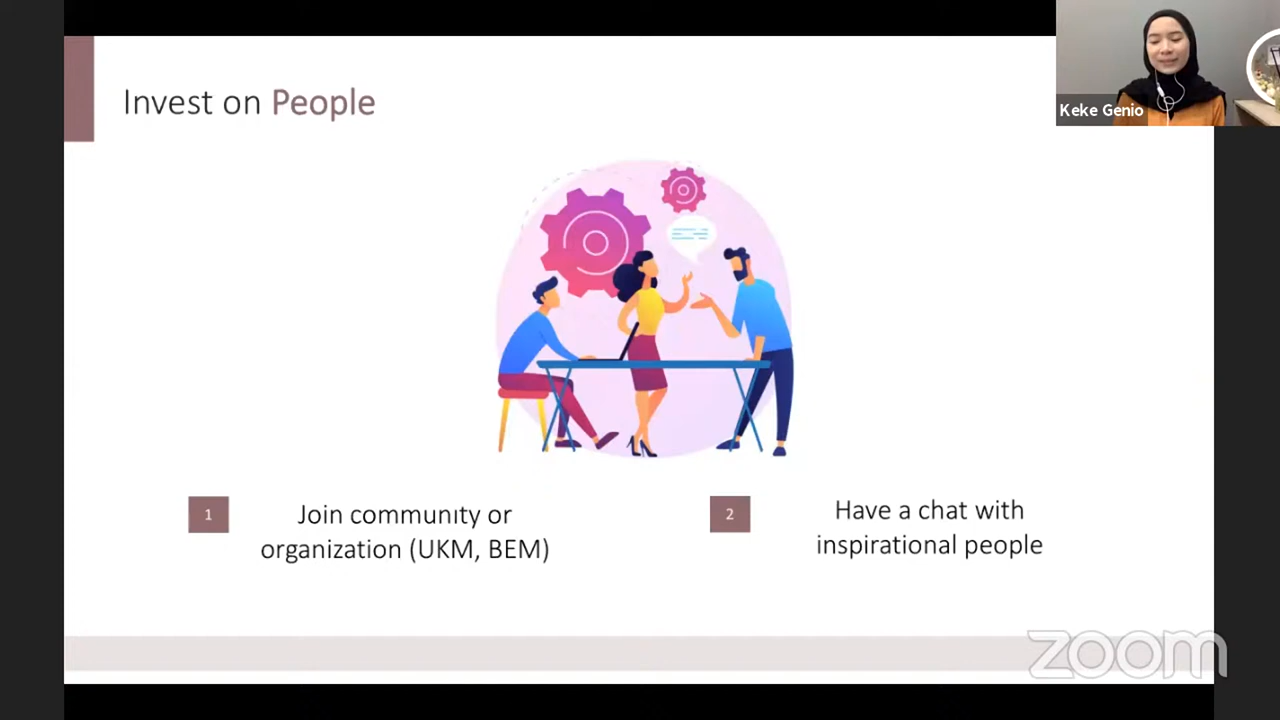 Invest on People
Keke Genio
1
Join community or
organization (UKM, BEM)
2
Have a chat with
inspirational people
zoom